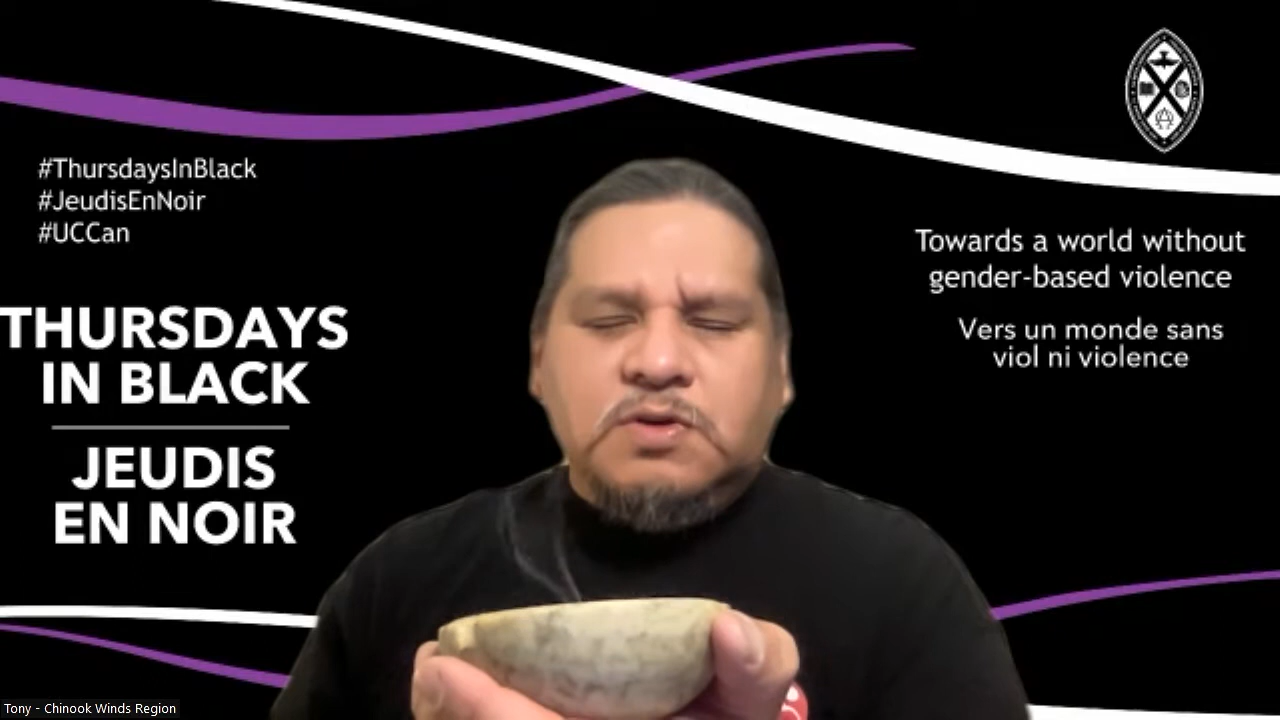 #ThursdaysInBlack
#JeudisEnNoir
#UCCan
THURSDAYS
IN BLACK
JEUDIS
EN NOIR
Towards a world without
gender-based violence
Vers un monde sans
viol ni violence
Tony - Chinook Winds Region